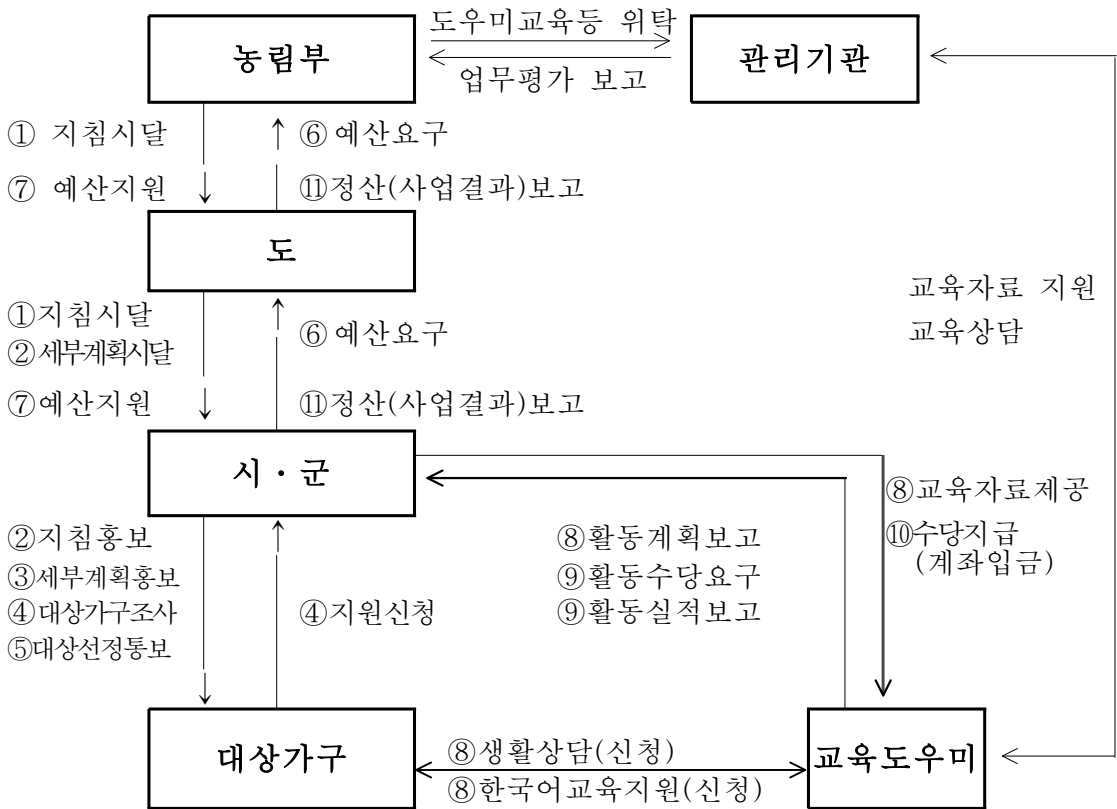 도우미교육등 위탁
농림부
관리기관
업무평가 보고
① 지침시달
⑥예산요구
⑦ 예산지원
⑪정산(사업결과)보고
도
교육자료 지원
①지침시달
⑥예산요구
교육상담
②세부계획시달
⑦예산지원
⑪정산(사업결과)보고
시·군
⑧교육자료제공
②지침홍보
⑧활동계획보고
⑩수당지급
(계좌입금)
③세부계획홍보
⑨활동수당요구
④대상가구조사
④지원신청
⑨활동실적보고
⑤대상선정통보
대상가구
⑧생활상담(신청)
교육도우미
⑧한국어교육지원(신청)